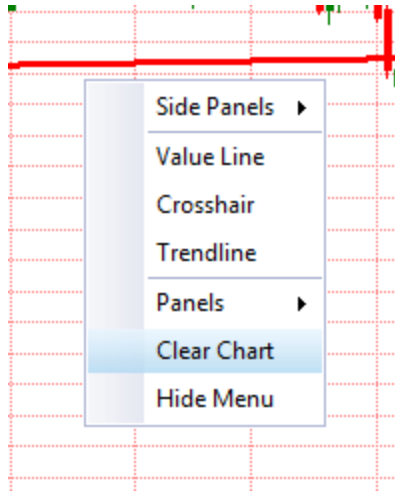 Side Panels
Value Line
Crosshair
Trendline
Panels
Clear Chart
Hide Menu